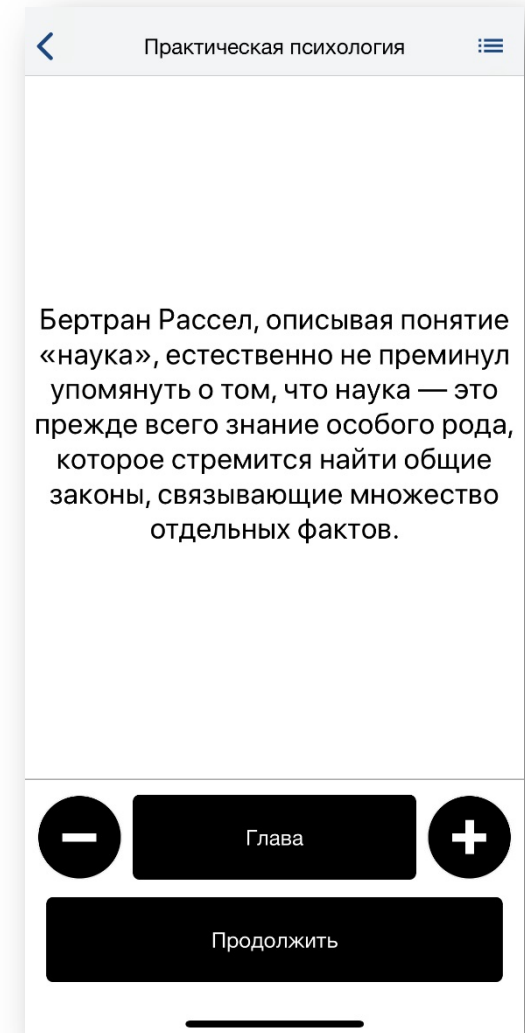 Практическая психология
Бертран Рассел, описывая понятие
«наука», естественно не преминул
упомянуть о том, что наука — это
прежде всего знание особого рода,
которое стремится найти общие
законы, связывающие множество
отдельных фактов.
Глава
Продолжить